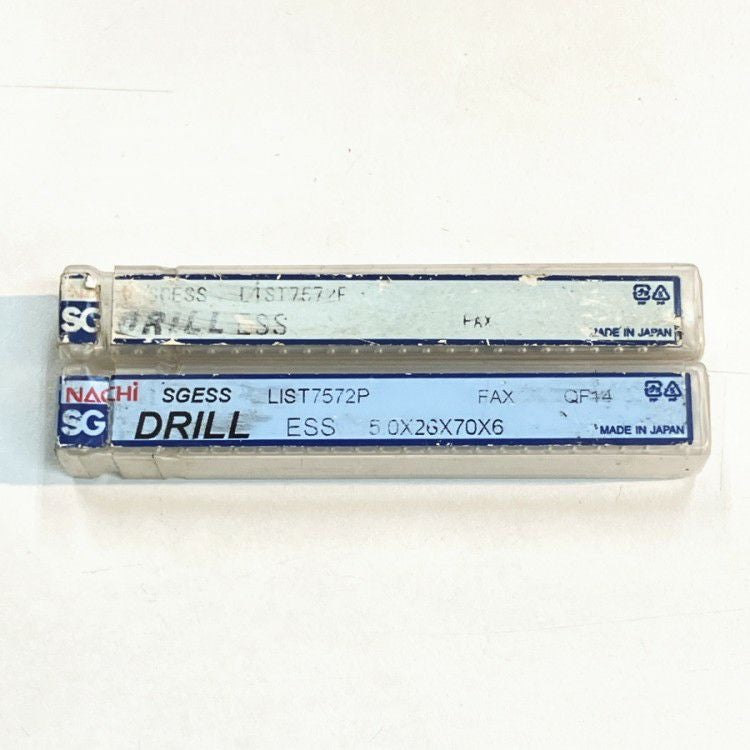 SGESS LIST7572P
SG DRILL ESS FAX
MADE IN JAPAN
NACHI SGESS LIST7572P FAX QF14
SG DRILL ESS 5.0X26X70X6
MADE IN JAPAN